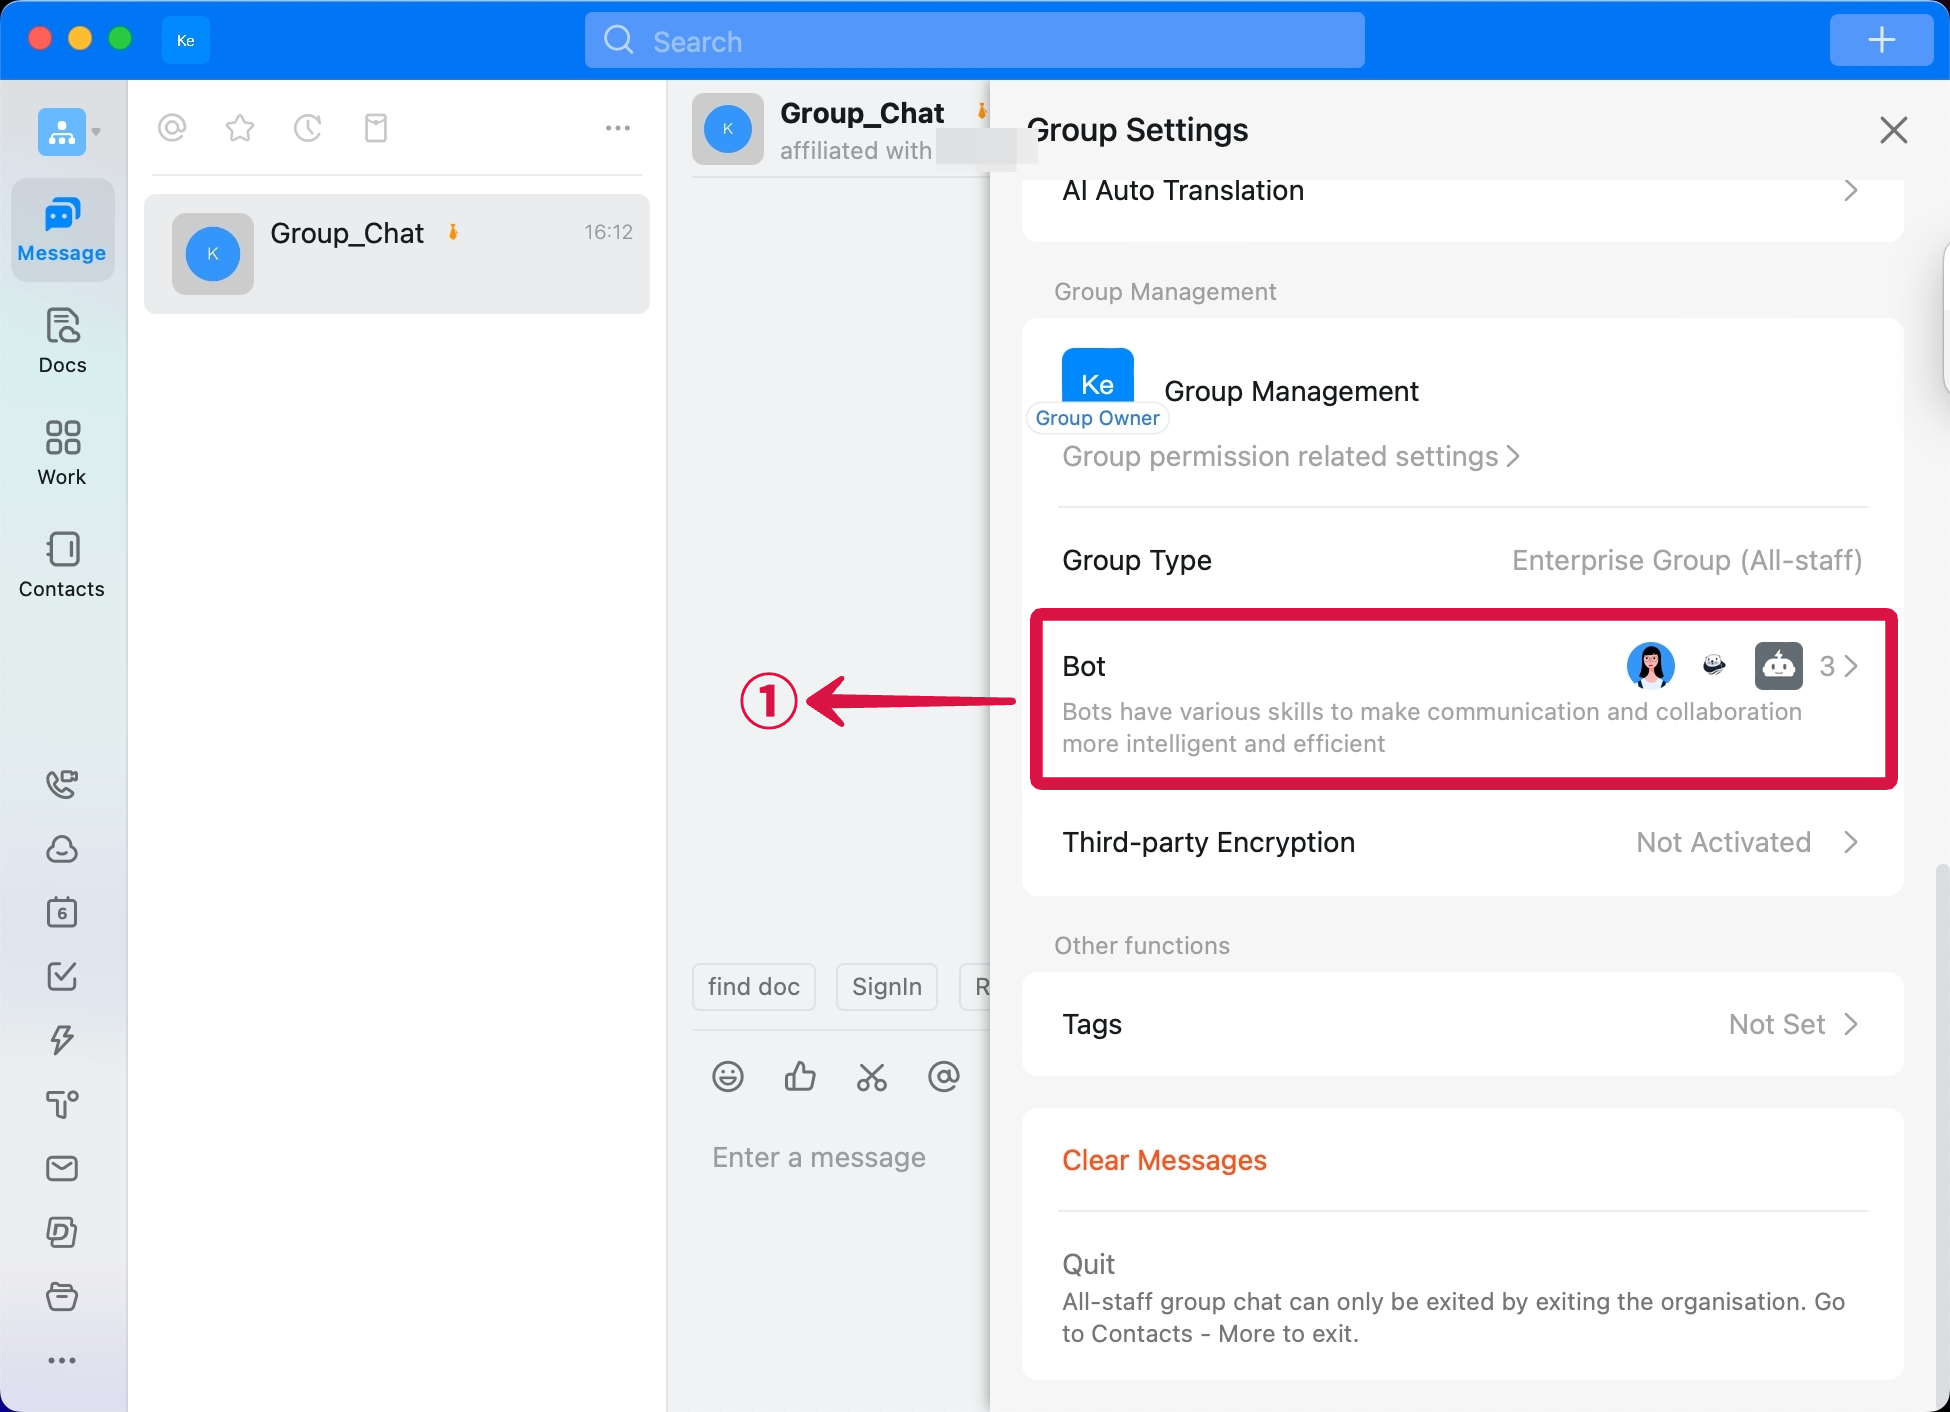 Ke
Search
Message
Docs
Work
Contacts
6
K
Group_Chat
16:12
K
Group_Chat
affiliated with
find doc
SignIn
R
Enter a message
1
Group Settings
AI Auto Translation
Group Management
Ke
Group Owner
Group Management
Group permission related settings
Group Type
Enterprise Group (All-staff)
Bot
3
Bots have various skills to make communication and collaboration
more intelligent and efficient
Third-party Encryption
Not Activated
Other functions
Tags
Not Set
Clear Messages
Quit
All-staff group chat can only be exited by exiting the organisation. Go
to Contacts - More to exit.